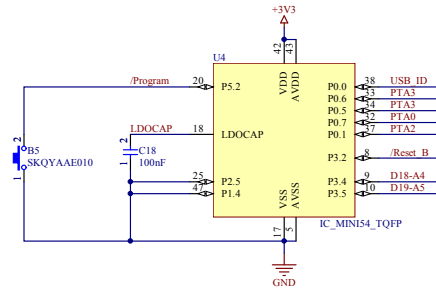 +3V3
U4
42
43
VDD
AVDD
/Program
20
P5.2
P0.0
38
USB_ID
P0.6
33
PTA3
P0.5
34
PTA3
P0.7
32
PTA0
P0.1
37
PTA2
LDOCAP
18
LDOCAP
2
C18
100nF
1
P3.2
8
/Reset_B
2
B5
SKQYAAE010
1
25
P2.5
P3.4
9
D18-A4
47
P1.4
P3.5
10
D19-A5
VSS
AVSS
17
5
IC_MINI54_TQFP
GND